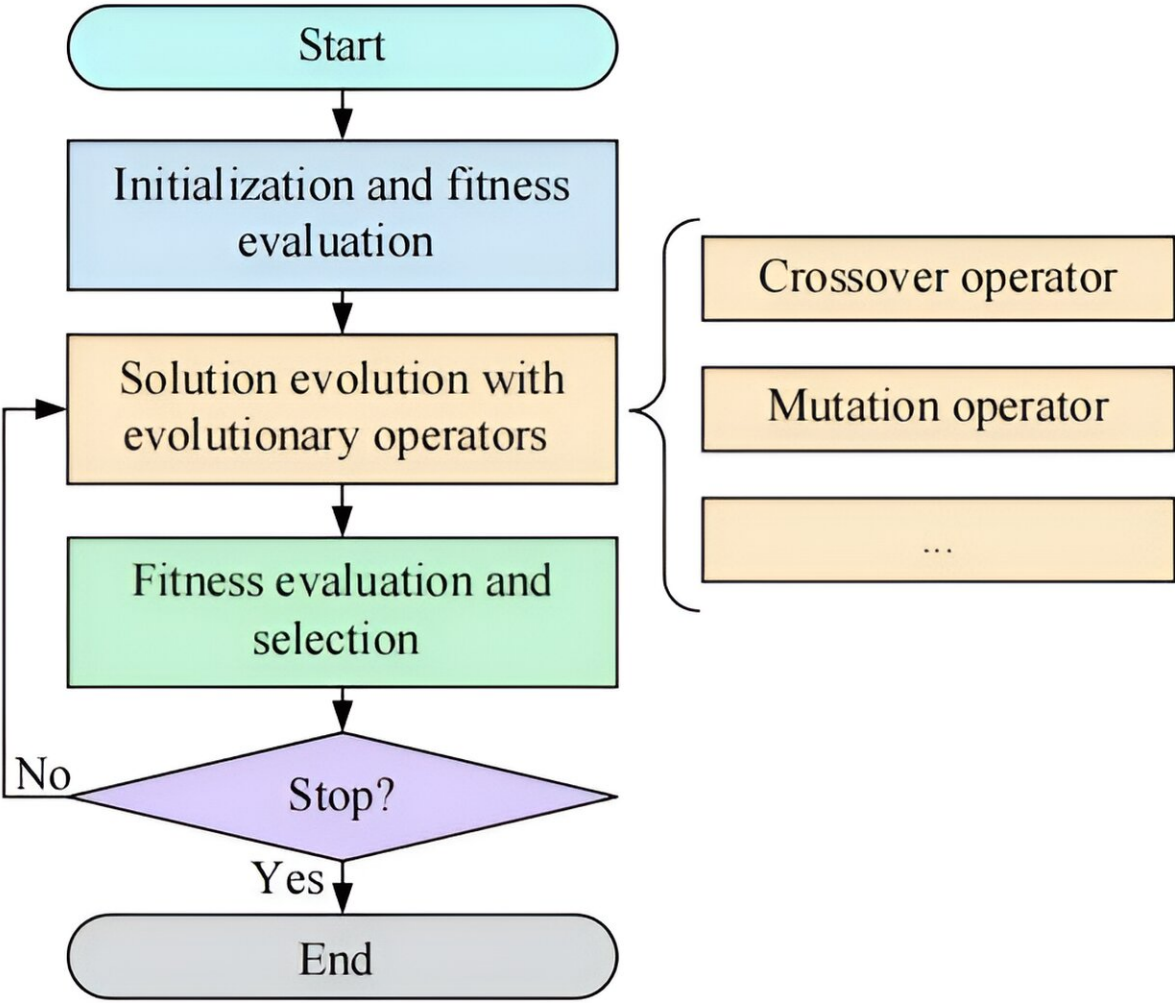 Start
Initialization and fitness
evaluation
Solution evolution with
evolutionary operators
Crossover operator
Mutation operator
...
Fitness evaluation and
selection
Stop?
No
Yes
End